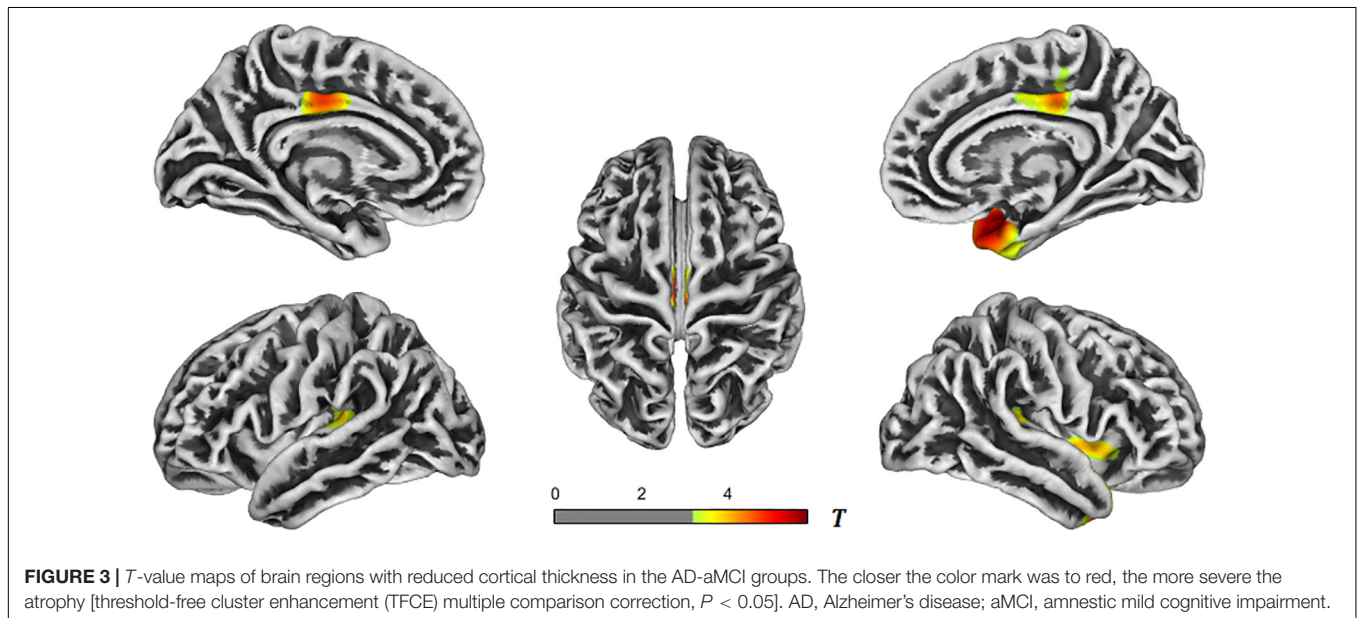 0 2 4
T
FIGURE 3 | T-value maps of brain regions with reduced cortical thickness in the AD-aMCI groups. The closer the color mark was to red, the more severe the
atrophy [threshold-free cluster enhancement (TFCE) multiple comparison correction, P < 0.05]. AD, Alzheimer's disease; aMCI, amnestic mild cognitive impairment.